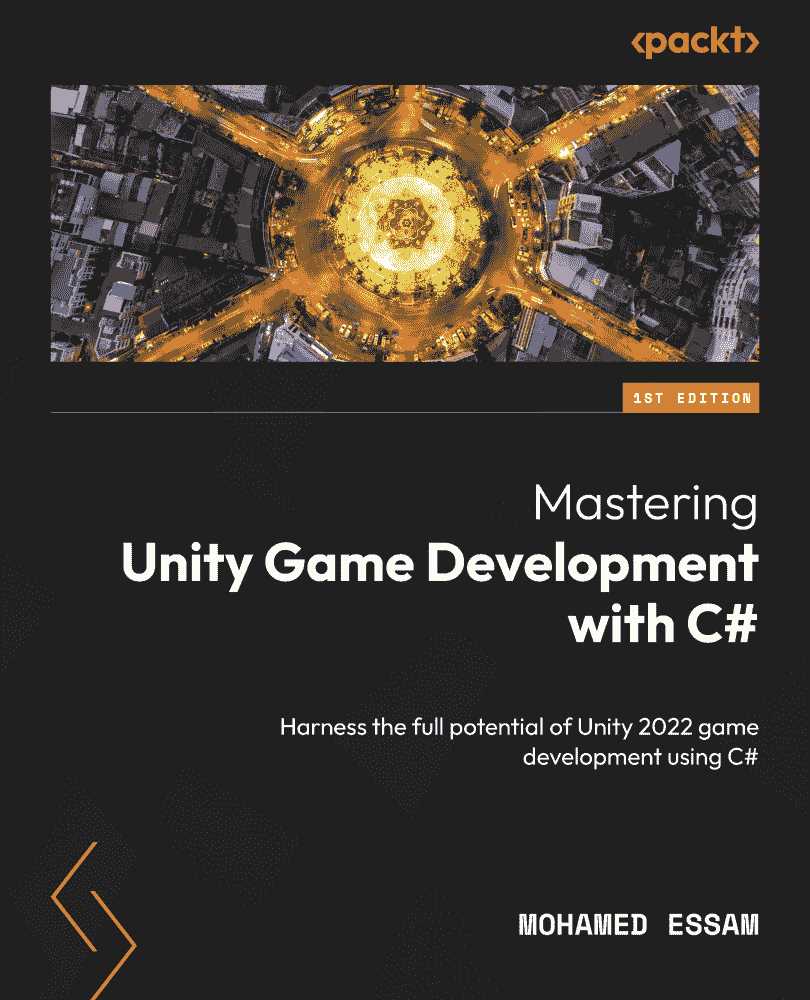 <packt>
1ST EDITION
Mastering
Unity Game Development
with C#
Harness the full potential of Unity 2022 game
development using C#
MOHAMED ESSAM